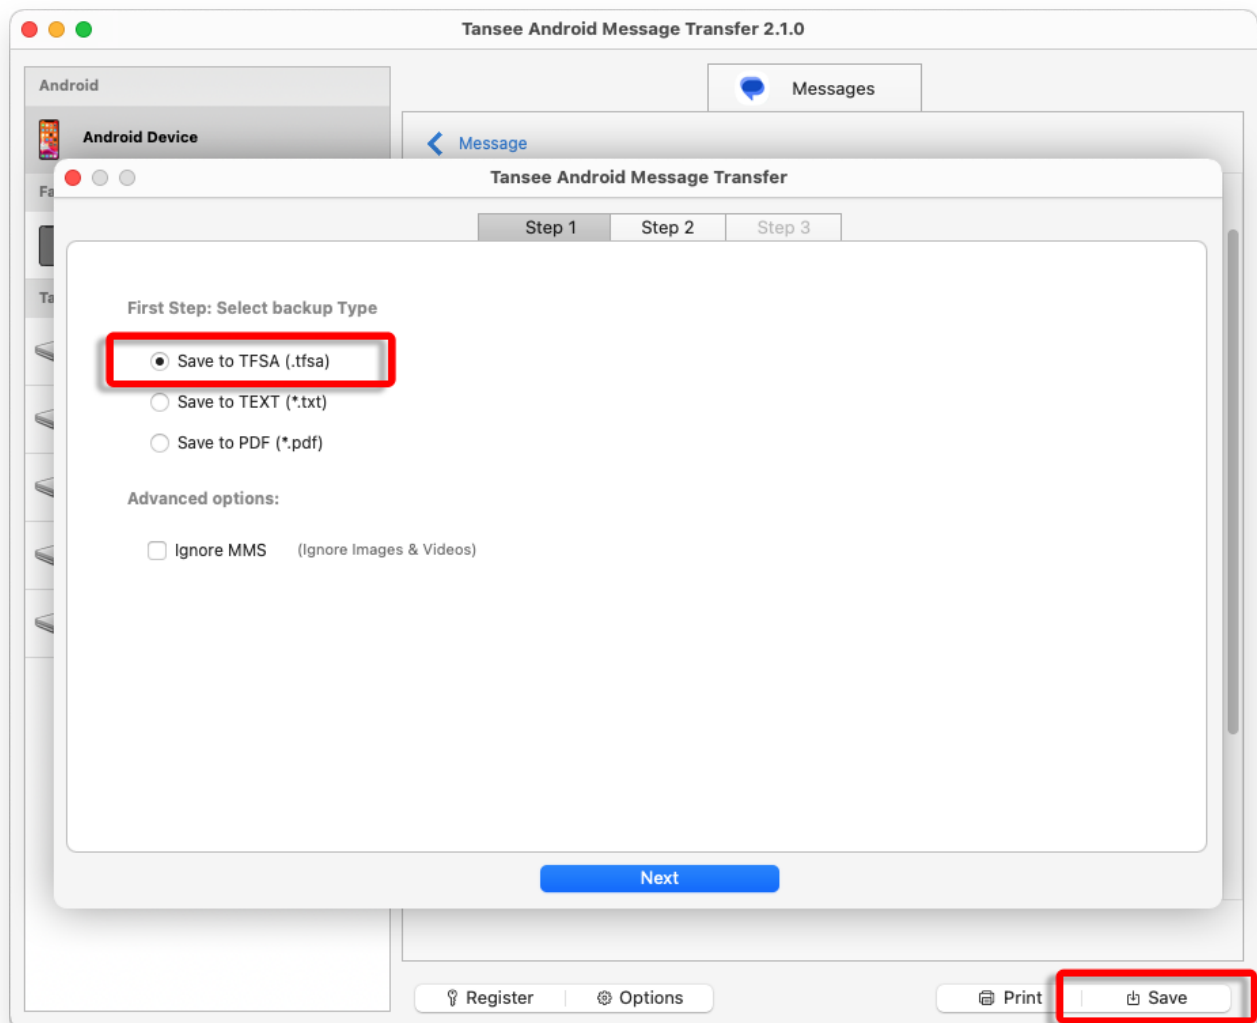 Tansee Android Message Transfer 2.1.0
Android
Messages
Android Device
Message
Tansee Android Message Transfer
Fa
Step 1 Step 2 Step 3
Ta
First Step: Select backup Type
Save to TFSA (.tfsa)
Save to TEXT (*.txt)
Save to PDF (*.pdf)
Advanced options:
Ignore MMS (Ignore Images & Videos)
Next
Register Options Print Save